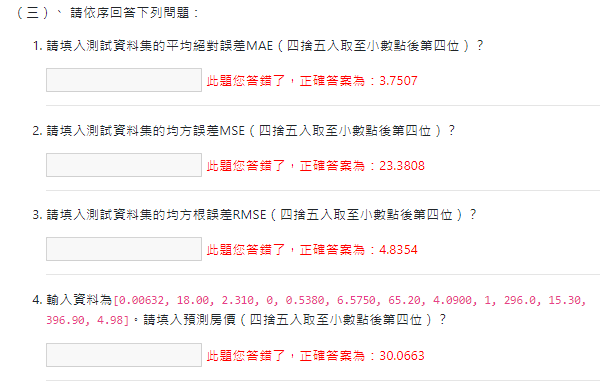 （三）、 請依序回答下列問題：
1. 請填入測試資料集的平均絕對誤差MAE（四捨五入取至小數點後第四位）？
此題您答錯了，正確答案為：3.7507
2. 請填入測試資料集的均方誤差MSE（四捨五入取至小數點後第四位）？
此題您答錯了，正確答案為：23.3808
3. 請填入測試資料集的均方根誤差RMSE（四捨五入取至小數點後第四位）？
此題您答錯了，正確答案為：4.8354
4. 輸入資料為[0.00632, 18.00, 2.310, 0, 0.5380, 6.5750, 65.20, 4.0900, 1, 296.0, 15.30,
396.90, 4.98]。請填入預測房價（四捨五入取至小數點後第四位）？
此題您答錯了，正確答案為：30.0663